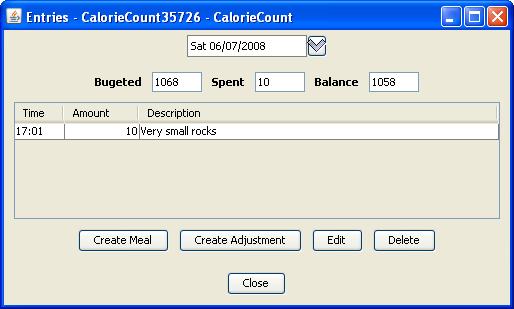 Entries - CalorieCount35726 - CalorieCount
Sat 06/07/2008
Bugeted 1068 Spent 10 Balance 1058
Time Amount Description
17:01 10 Very small rocks
Create Meal Create Adjustment Edit Delete
Close